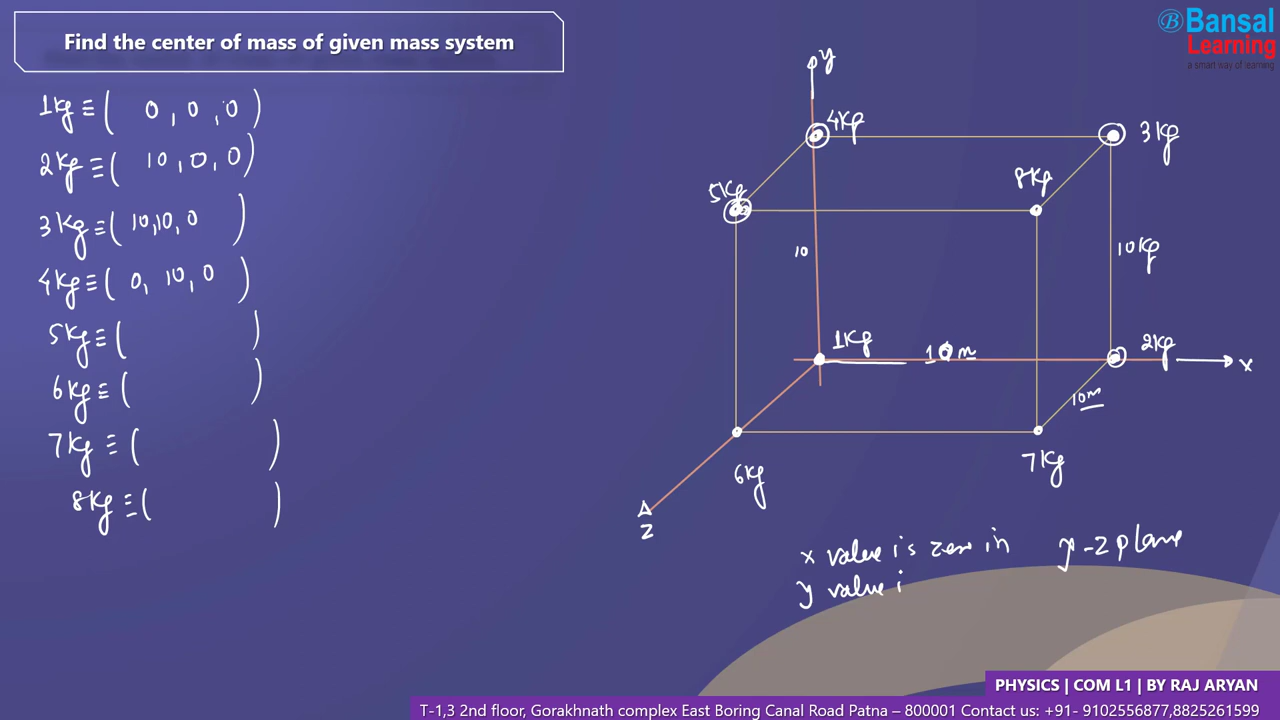 Find the center of mass of given mass system
Ⓑ Bansal
Learning
a smart way of learning.
1kg ≡ ( 0 , 0 , 0 )
2kg ≡ ( 10 , 0 , 0 )
3kg ≡ ( 10,10, 0 )
4kg ≡ ( 0, 10, 0 )
5kg ≡ ( )
6kg ≡ ( )
7kg ≡ ( )
8kg ≡ ( )
y
4kg
3kg
5kg
8kg
10
10kg
1kg
10m
2kg
x
10m
6kg
7kg
z
x value is zero in y-z plane
y value i
PHYSICS | COM L1 | BY RAJ ARYAN
T-1,3 2nd floor, Gorakhnath complex East Boring Canal Road Patna – 800001 Contact us: +91- 9102556877,8825261599